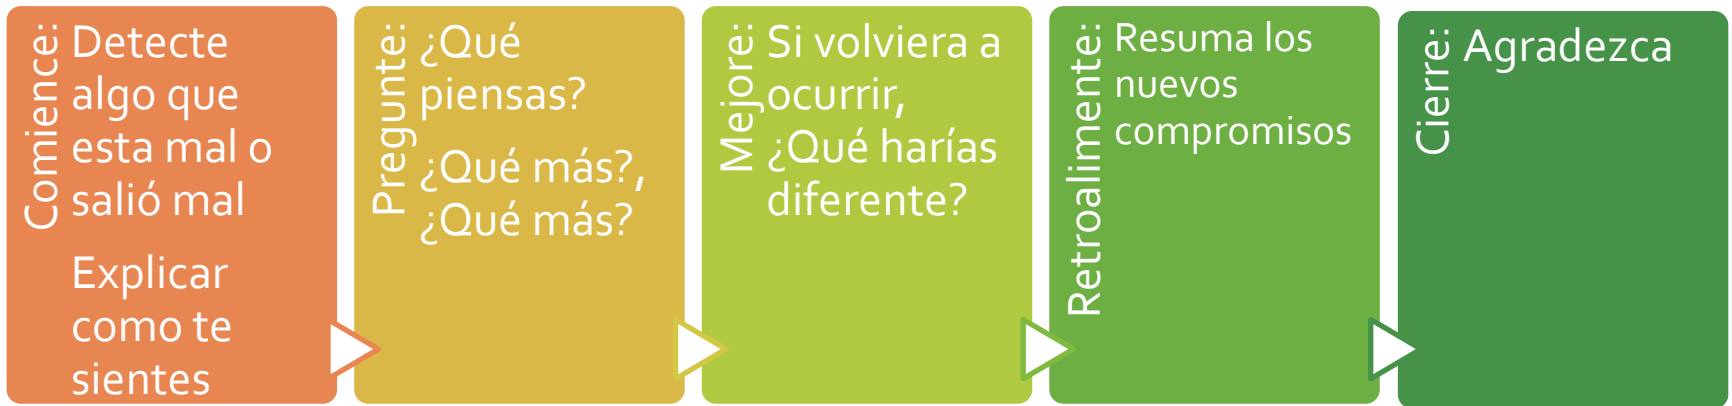 Comience:
Detecte
algo que
esta mal o
salió mal
Explicar
como te
sientes
Pregunte:
¿Qué
piensas?
¿Qué más?,
¿Qué más?
Mejore:
Si volviera a
ocurrir,
¿Qué harías
diferente?
Retroalimente:
Resuma los
nuevos
compromisos
Cierre:
Agradezca